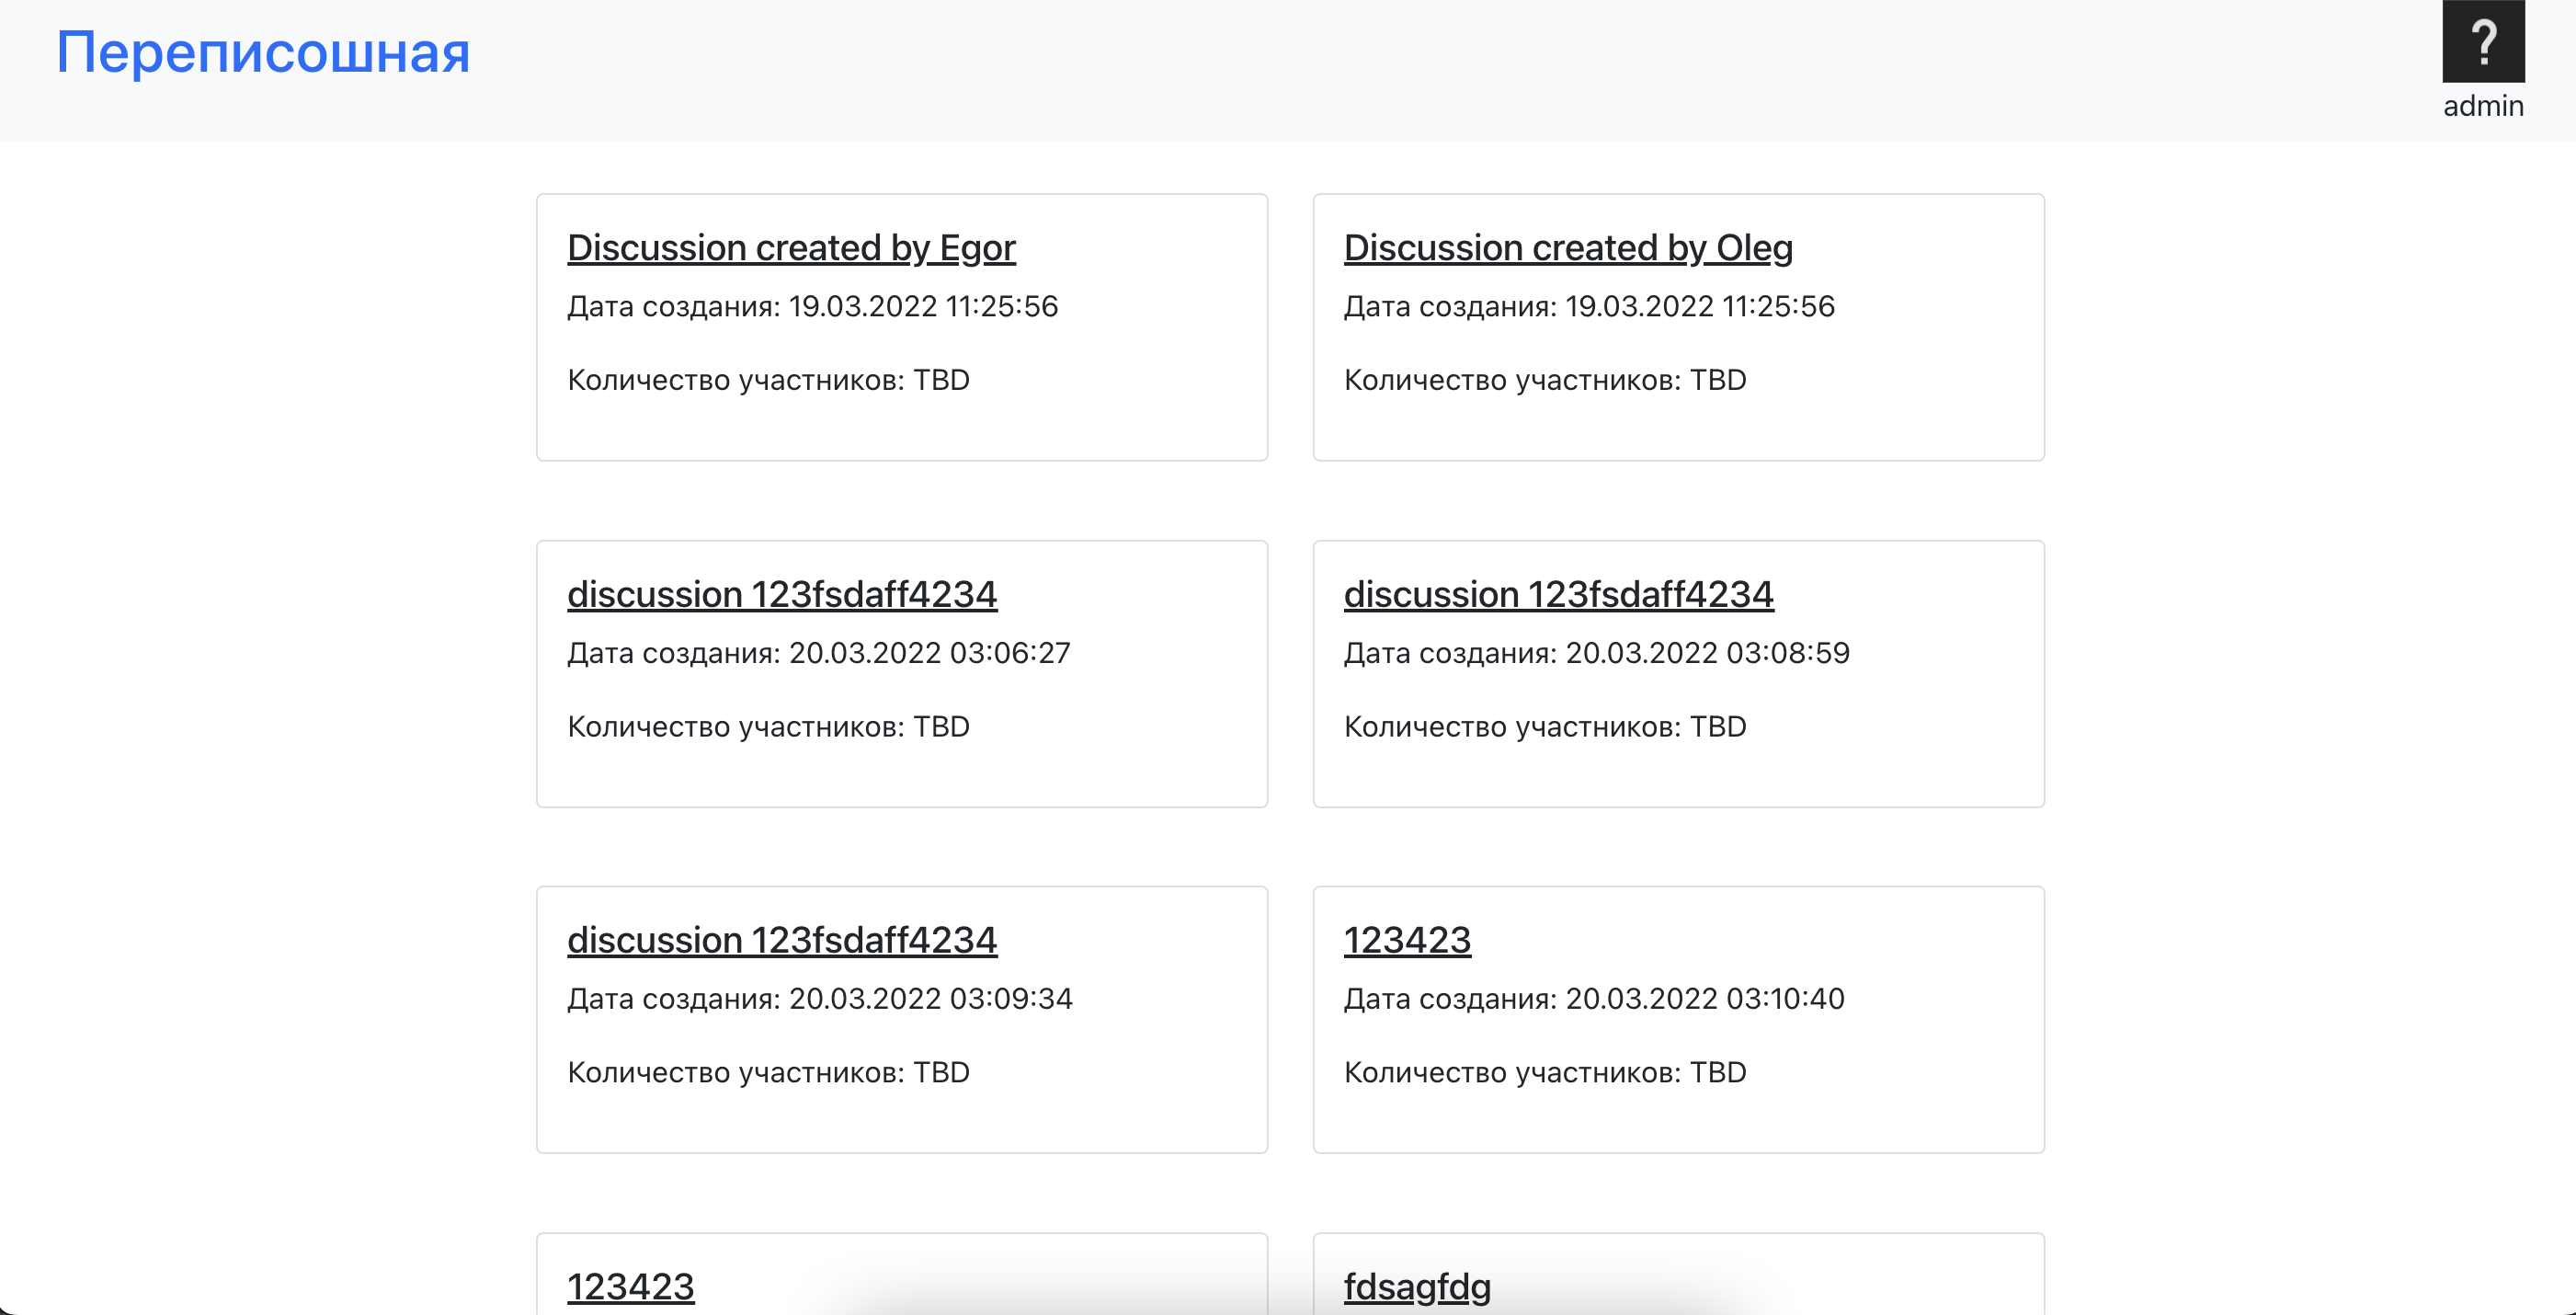 Переписошная
?
admin
Discussion created by Egor
Дата создания: 19.03.2022 11:25:56
Количество участников: TBD
Discussion created by Oleg
Дата создания: 19.03.2022 11:25:56
Количество участников: TBD
discussion 123fsdaff4234
Дата создания: 20.03.2022 03:06:27
Количество участников: TBD
discussion 123fsdaff4234
Дата создания: 20.03.2022 03:08:59
Количество участников: TBD
discussion 123fsdaff4234
Дата создания: 20.03.2022 03:09:34
Количество участников: TBD
123423
Дата создания: 20.03.2022 03:10:40
Количество участников: TBD
123423
fdsagfdg